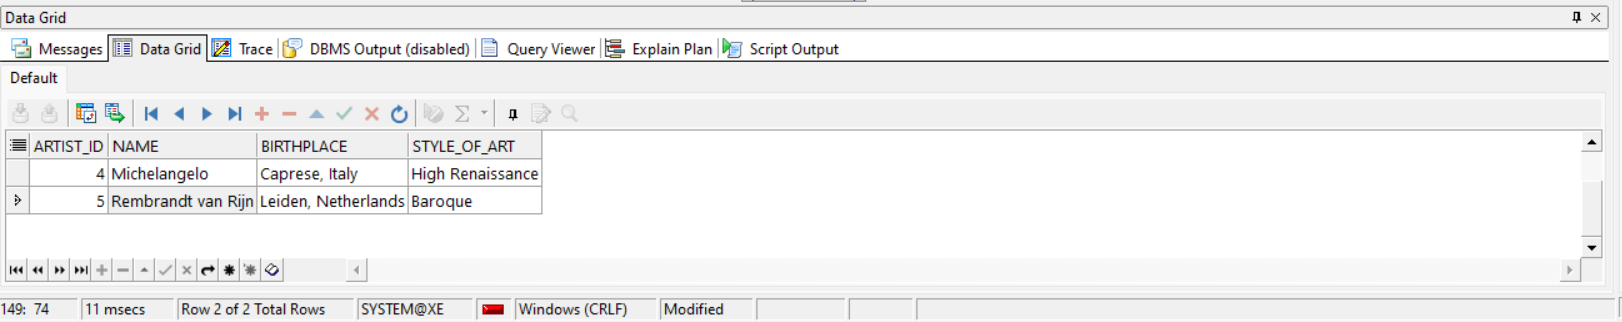 Data Grid
Messages Data Grid Trace DBMS Output (disabled) Query Viewer Explain Plan Script Output
Default
ARTIST_ID NAME BIRTHPLACE STYLE_OF_ART
4 Michelangelo Caprese, Italy High Renaissance
5 Rembrandt van Rijn Leiden, Netherlands Baroque
149: 74 11 msecs Row 2 of 2 Total Rows SYSTEM@XE Windows (CRLF) Modified